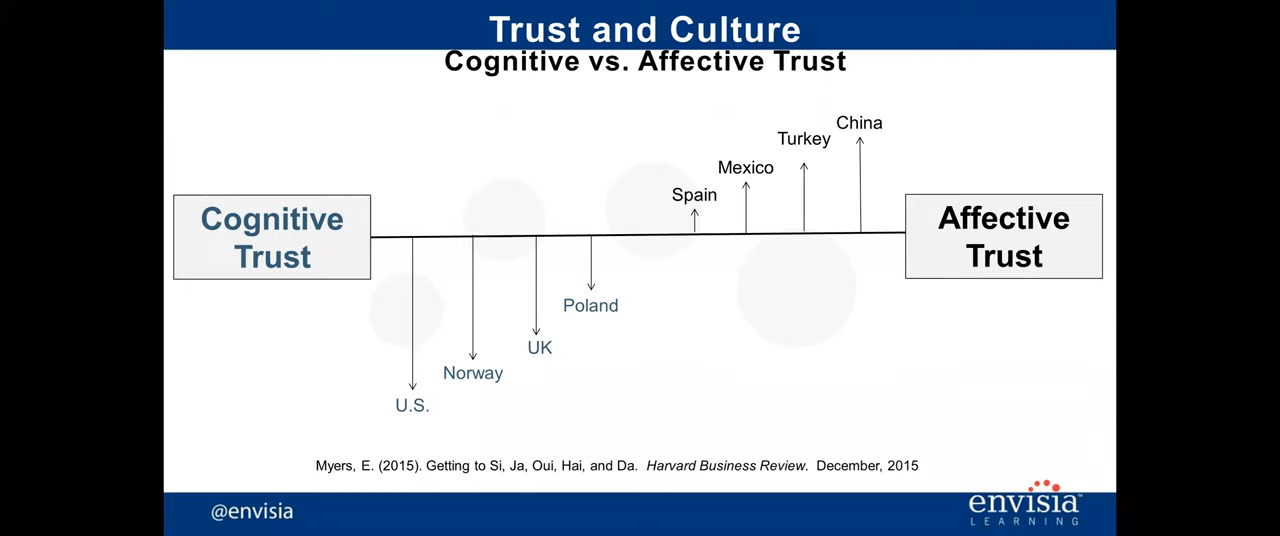 Trust and Culture
Cognitive vs. Affective Trust
China
Turkey
Mexico
Spain
Cognitive
Trust
Affective
Trust
Poland
UK
Norway
U.S.
Myers, E. (2015). Getting to Si, Ja, Oui, Hai, and Da. Harvard Business Review. December, 2015
@envisia
envisia™
LEARNING